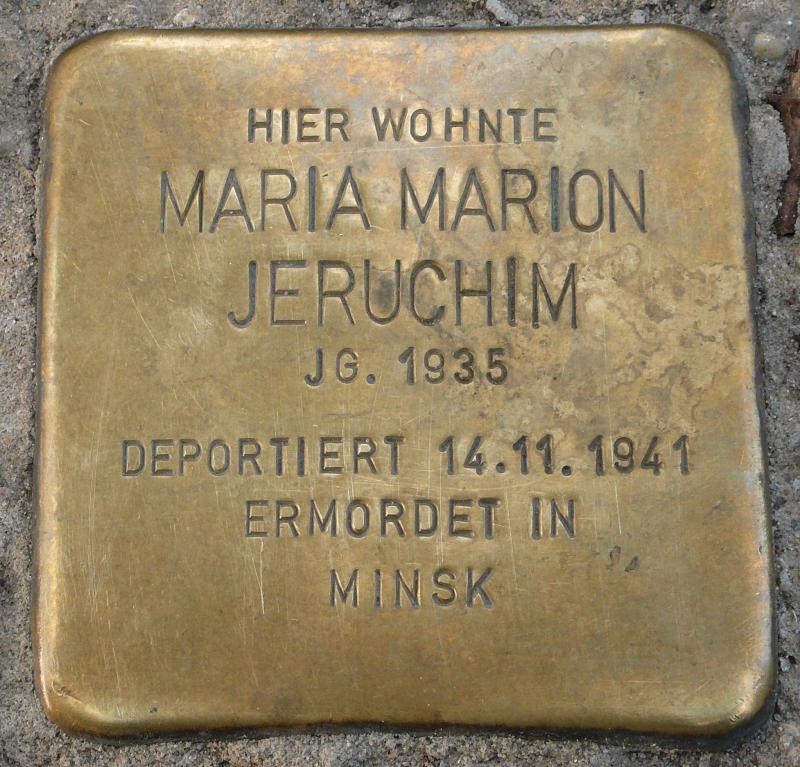 HIER WOHNTE
MARIA MARION
JERUCHIM
JG. 1935
DEPORTIERT 14.11.1941
ERMORDET IN
MINSK